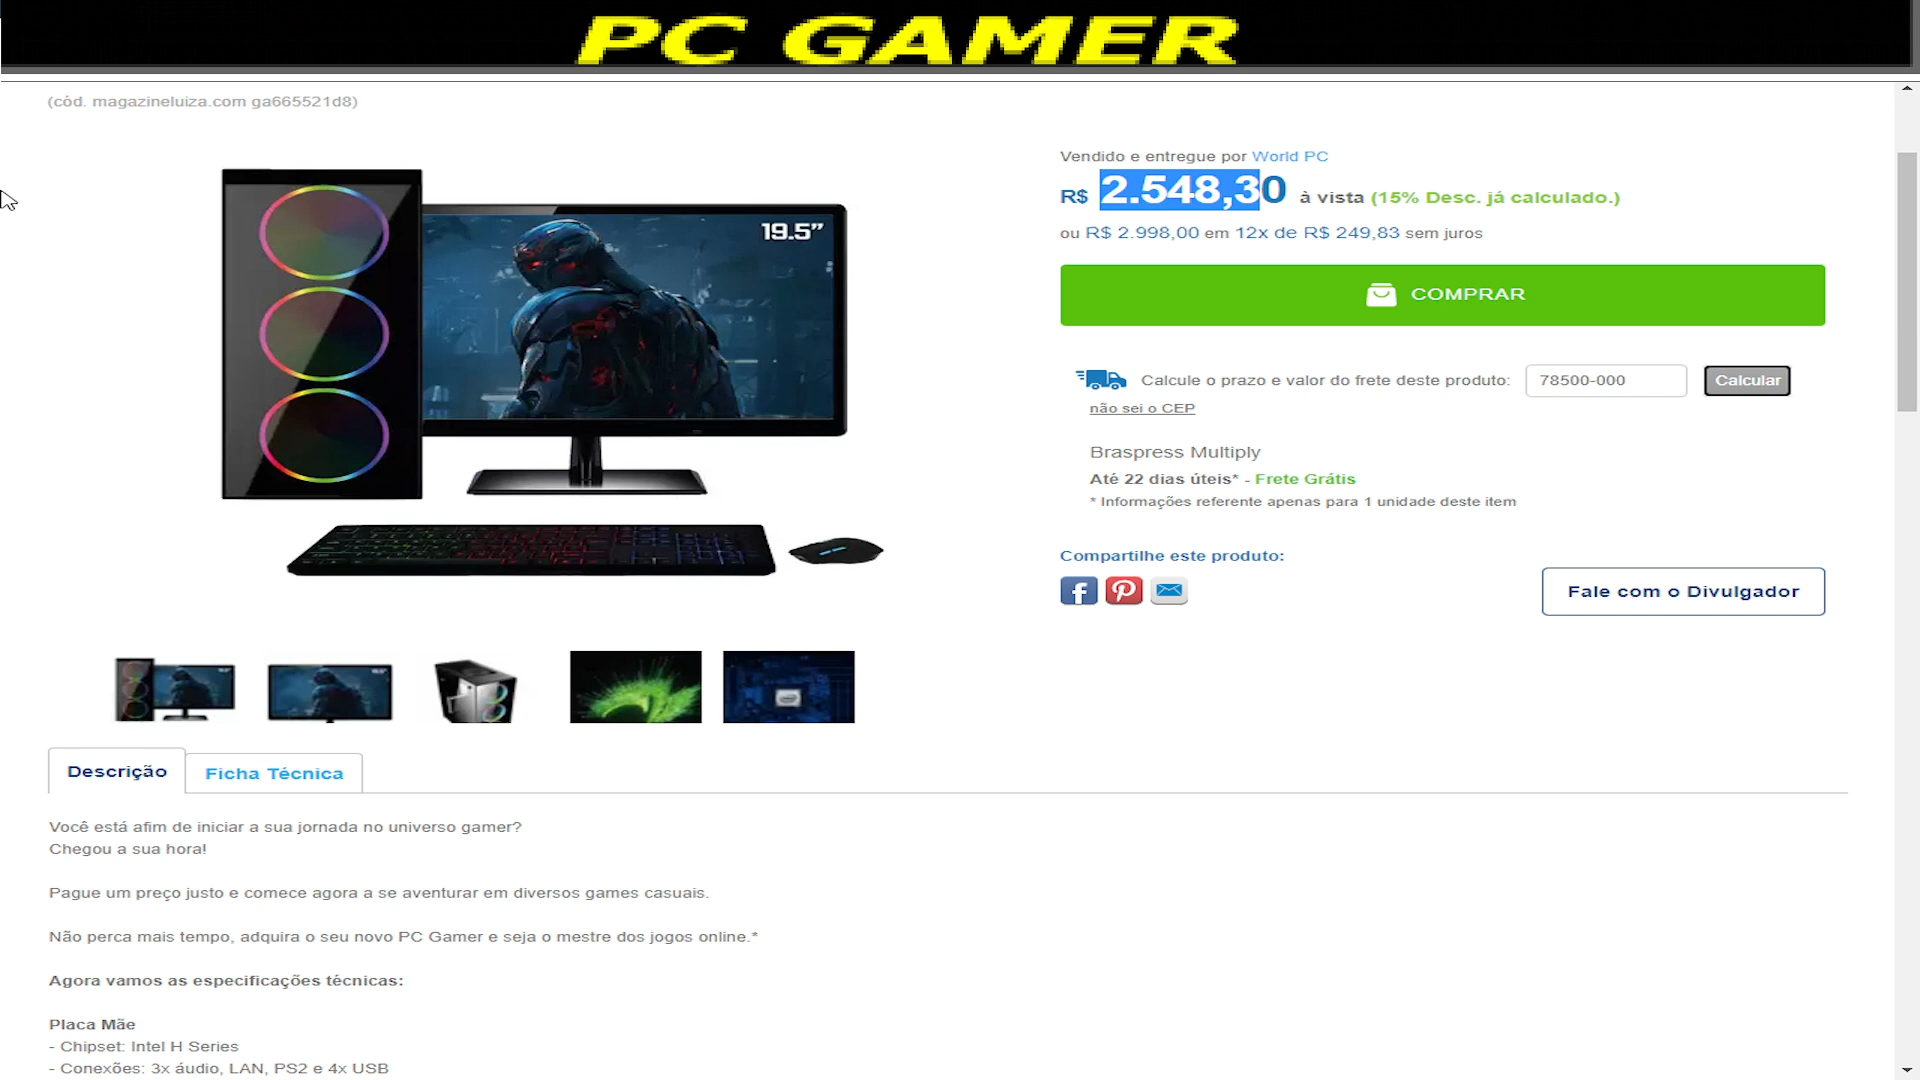 PC GAMER
(cód. magazineluiza.com ga665521d8)
19.5”
Vendido e entregue por World PC
R$ 2.548,30 à vista (15% Desc. já calculado.)
ou R$ 2.998,00 em 12x de R$ 249,83 sem juros
COMPRAR
Calcule o prazo e valor do frete deste produto: 78500-000 Calcular
não sei o CEP
Braspress Multiply
Até 22 dias úteis* - Frete Grátis
* Informações referente apenas para 1 unidade deste item
Compartilhe este produto:
Fale com o Divulgador
Descrição Ficha Técnica
Você está afim de iniciar a sua jornada no universo gamer?
Chegou a sua hora!
Pague um preço justo e comece agora a se aventurar em diversos games casuais.
Não perca mais tempo, adquira o seu novo PC Gamer e seja o mestre dos jogos online.*
Agora vamos as especificações técnicas:
Placa Mãe
- Chipset: Intel H Series
- Conexões: 3x áudio, LAN, PS2 e 4x USB